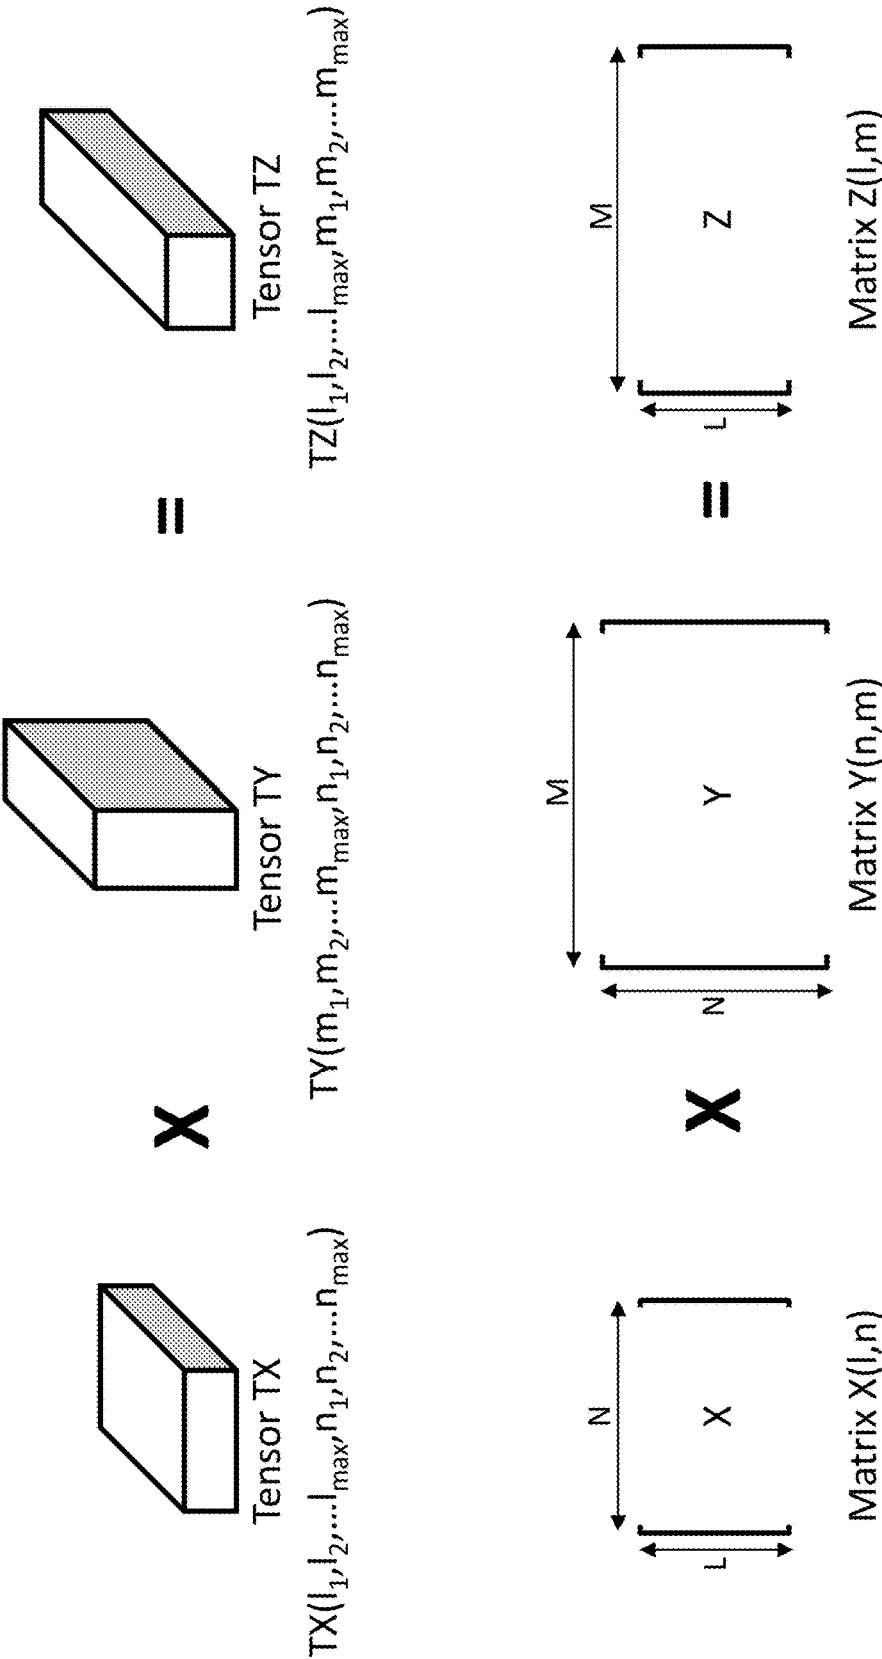 X
=
Tensor TX
Tensor TY
Tensor TZ
TX(l₁,l₂,...lₘₐₓ,n₁,n₂,...nₘₐₓ)
TY(m₁,m₂,...mₘₐₓ,n₁,n₂,...nₘₐₓ)
TZ(l₁,l₂,...lₘₐₓ,m₁,m₂,...mₘₐₓ)
N
L
X
X
M
N
Y
=
M
L
Z
Matrix X(l,n)
Matrix Y(n,m)
Matrix Z(l,m)